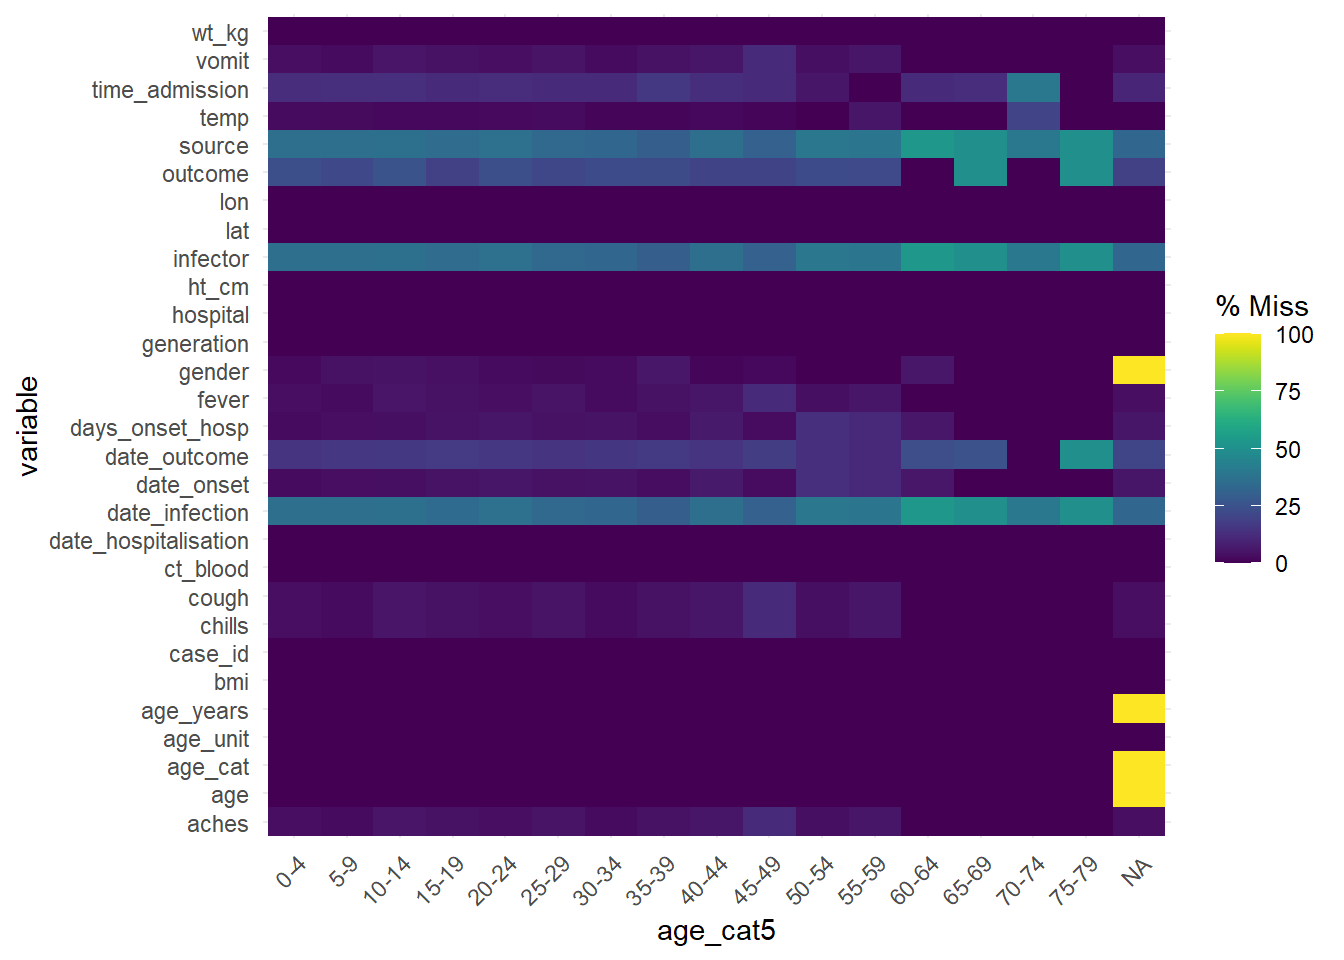 wt_kg
vomit
time_admission
temp
source
outcome
lon
lat
infector
ht_cm
hospital
generation
gender
fever
days_onset_hosp
date_outcome
date_onset
date_infection
date_hospitalisation
ct_blood
cough
chills
case_id
bmi
age_years
age_unit
age_cat
age
aches
variable
0-4
5-9
10-14
15-19
20-24
25-29
30-34
35-39
40-44
45-49
50-54
55-59
60-64
65-69
70-74
75-79
NA
age_cat5
% Miss
100
75
50
25
0